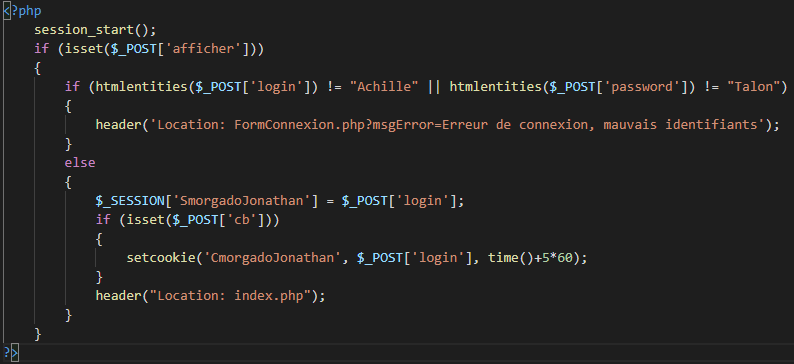 <?php
session_start();
if (isset($_POST['afficher']))
{
if (htmlentities($_POST['login']) != "Achille" || htmlentities($_POST['password']) != "Talon")
{
header('Location: FormConnexion.php?msgError=Erreur de connexion, mauvais identifiants');
}
else
{
$_SESSION['SmorgadoJonathan'] = $_POST['login'];
if (isset($_POST['cb']))
{
setcookie('CmorgadoJonathan', $_POST['login'], time()+5*60);
}
header("Location: index.php");
}
}
?>